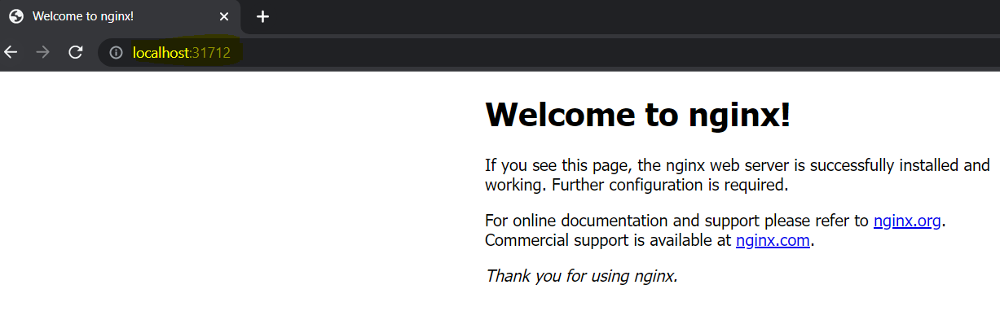 Welcome to nginx!
localhost:31712
Welcome to nginx!
If you see this page, the nginx web server is successfully installed and
working. Further configuration is required.
For online documentation and support please refer to nginx.org.
Commercial support is available at nginx.com.
Thank you for using nginx.